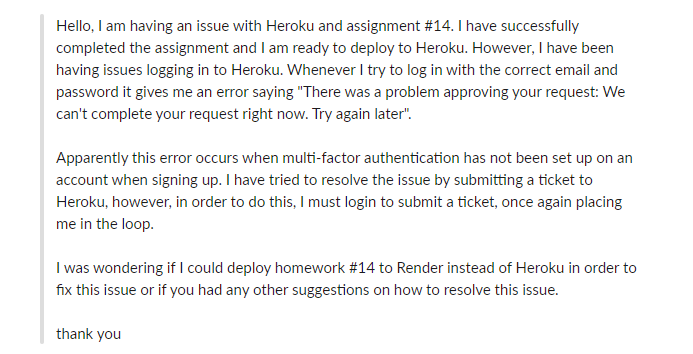 Hello, I am having an issue with Heroku and assignment #14. I have successfully
completed the assignment and I am ready to deploy to Heroku. However, I have been
having issues logging in to Heroku. Whenever I try to log in with the correct email and
password it gives me an error saying "There was a problem approving your request: We
can't complete your request right now. Try again later".
Apparently this error occurs when multi-factor authentication has not been set up on an
account when signing up. I have tried to resolve the issue by submitting a ticket to
Heroku, however, in order to do this, I must login to submit a ticket, once again placing
me in the loop.
I was wondering if I could deploy homework #14 to Render instead of Heroku in order to
fix this issue or if you had any other suggestions on how to resolve this issue.
thank you